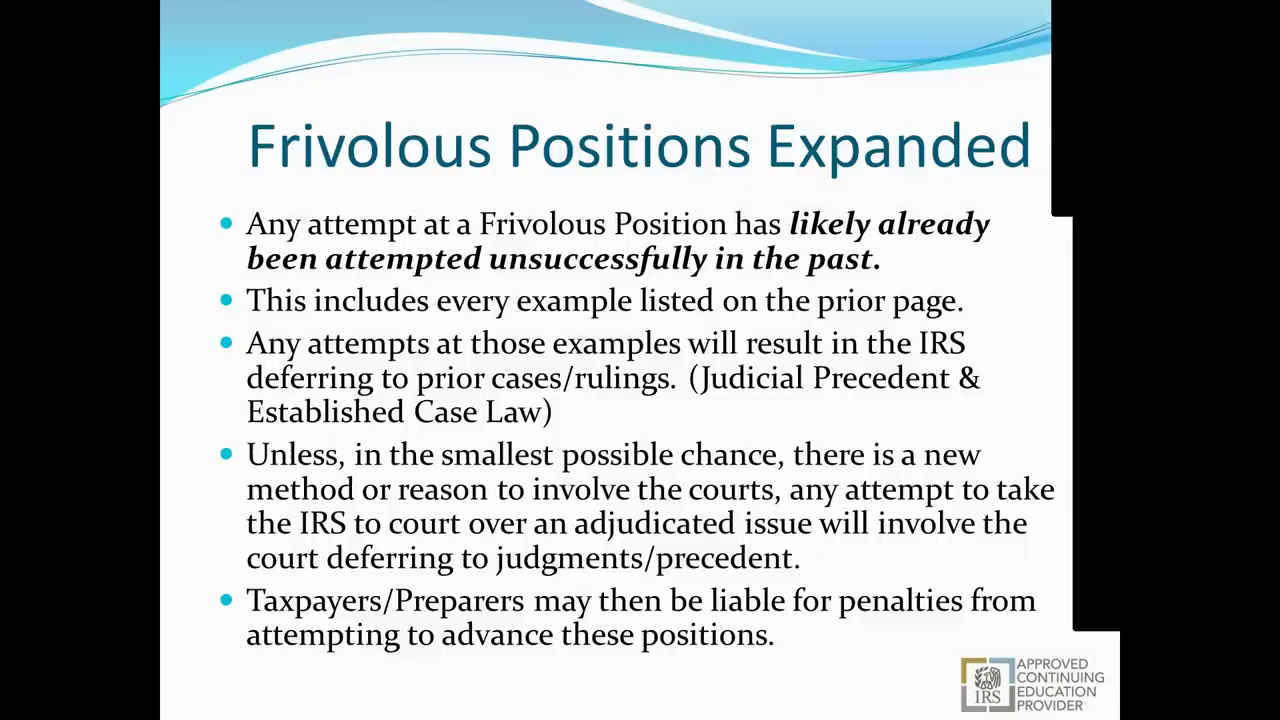 Frivolous Positions Expanded
• Any attempt at a Frivolous Position has likely already
been attempted unsuccessfully in the past.
• This includes every example listed on the prior page.
• Any attempts at those examples will result in the IRS
deferring to prior cases/rulings. (Judicial Precedent &
Established Case Law)
• Unless, in the smallest possible chance, there is a new
method or reason to involve the courts, any attempt to take
the IRS to court over an adjudicated issue will involve the
court deferring to judgments/precedent.
• Taxpayers/Preparers may then be liable for penalties from
attempting to advance these positions.
IRS
APPROVED
CONTINUING
EDUCATION
PROVIDER